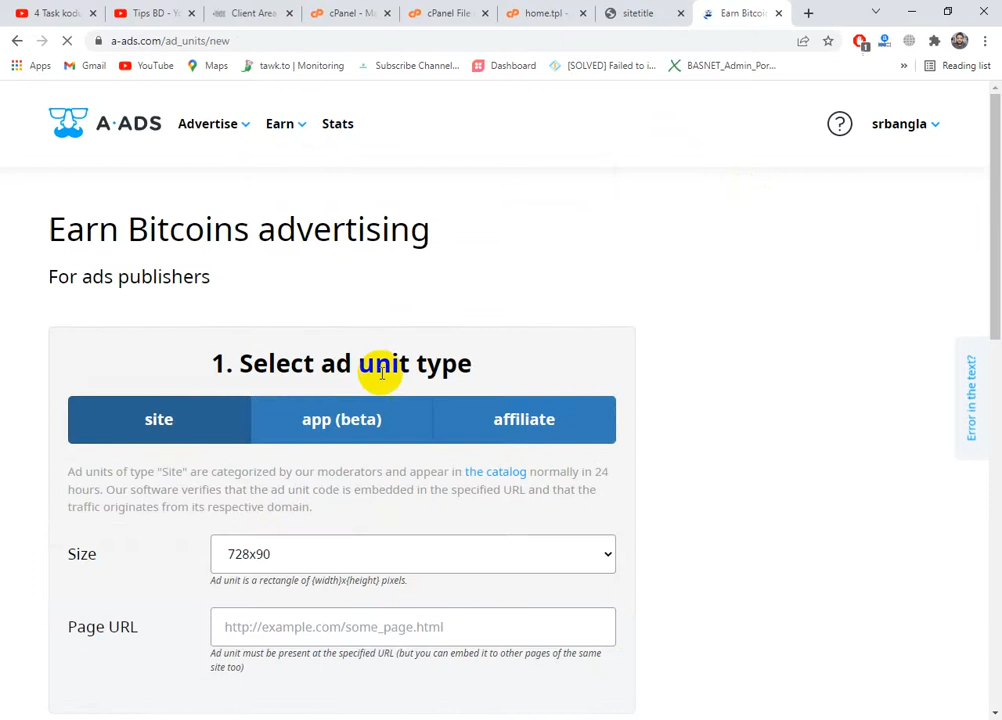 4 Task kod
Tips BD - Yo
Client Area
cPanel - Ma
cPanel File
home.tpl -
sitetitle
Earn Bitcoin
a-ads.com/ad_units/new
Apps
Gmail
YouTube
Maps
tawk.to | Monitoring
Subscribe Channel...
Dashboard
[SOLVED] Failed to i...
BASNET_Admin_Por...
»
Reading list
A-ADS
Advertise
Earn
Stats
?
srbangla
Earn Bitcoins advertising
For ads publishers
1. Select ad unit type
site
app (beta)
affiliate
Ad units of type "Site" are categorized by our moderators and appear in the catalog normally in 24
hours. Our software verifies that the ad unit code is embedded in the specified URL and that the
traffic originates from its respective domain.
Size
728x90
Ad unit is a rectangle of {width}x{height} pixels.
Page URL
http://example.com/some_page.html
Ad unit must be present at the specified URL (but you can embed it to other pages of the same
site too)
Error in the text?